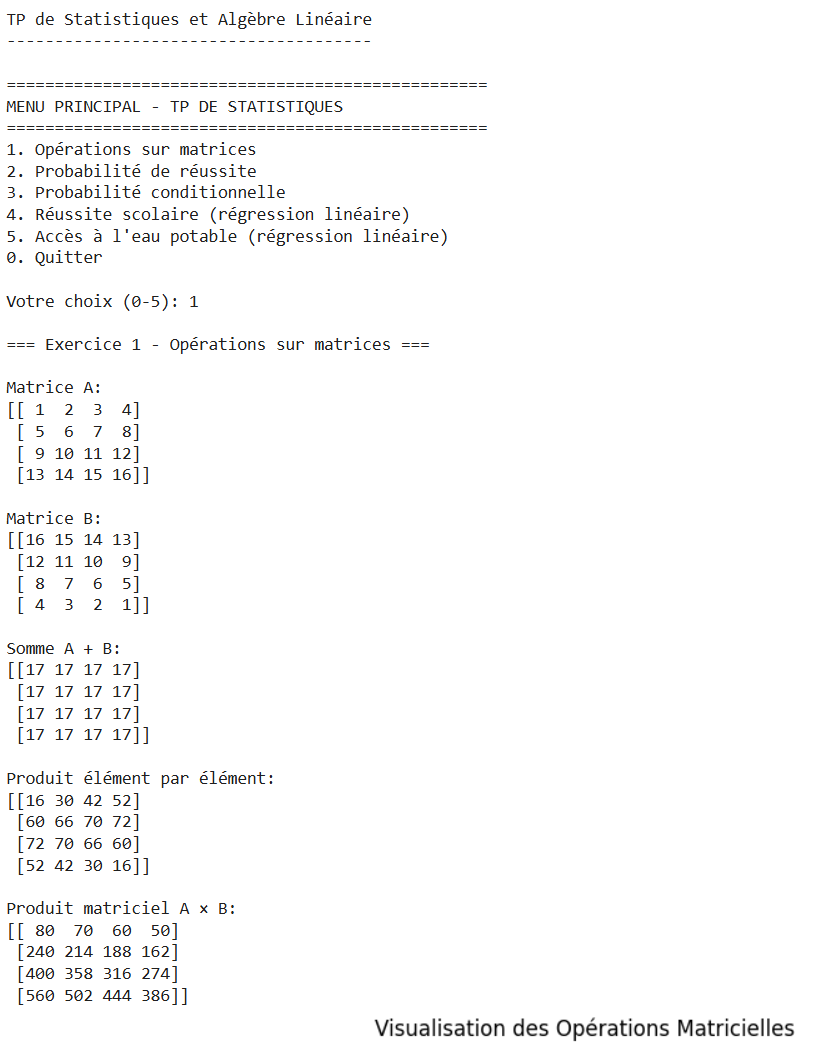 TP de Statistiques et Algèbre Linéaire
--------------------------------------
==================================================
MENU PRINCIPAL - TP DE STATISTIQUES
==================================================
1. Opérations sur matrices
2. Probabilité de réussite
3. Probabilité conditionnelle
4. Réussite scolaire (régression linéaire)
5. Accès à l'eau potable (régression linéaire)
0. Quitter
Votre choix (0-5): 1
=== Exercice 1 - Opérations sur matrices ===
Matrice A:
[[ 1  2  3  4]
 [ 5  6  7  8]
 [ 9 10 11 12]
 [13 14 15 16]]
Matrice B:
[[16 15 14 13]
 [12 11 10  9]
 [ 8  7  6  5]
 [ 4  3  2  1]]
Somme A + B:
[[17 17 17 17]
 [17 17 17 17]
 [17 17 17 17]
 [17 17 17 17]]
Produit élément par élément:
[[16 30 42 52]
 [60 66 70 72]
 [72 70 66 60]
 [52 42 30 16]]
Produit matriciel A × B:
[[ 80  70  60  50]
 [240 214 188 162]
 [400 358 316 274]
 [560 502 444 386]]
Visualisation des Opérations Matricielles